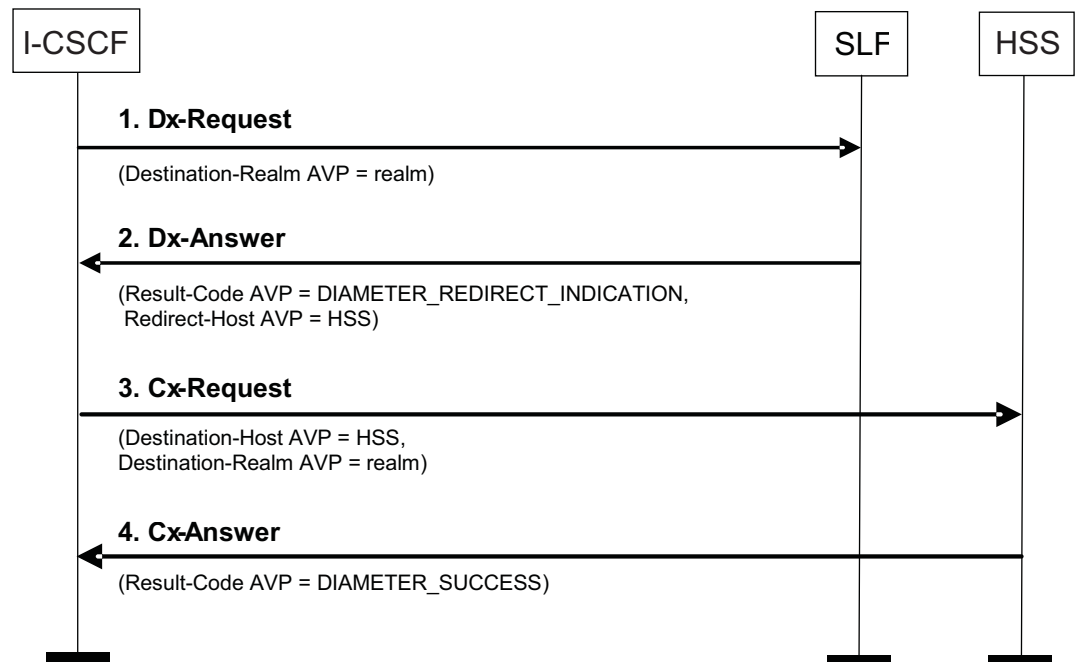 I-CSCF
SLF
HSS
1. Dx-Request
(Destination-Realm AVP = realm)
2. Dx-Answer
(Result-Code AVP = DIAMETER_REDIRECT_INDICATION,
Redirect-Host AVP = HSS)
3. Cx-Request
(Destination-Host AVP = HSS,
Destination-Realm AVP = realm)
4. Cx-Answer
(Result-Code AVP = DIAMETER_SUCCESS)